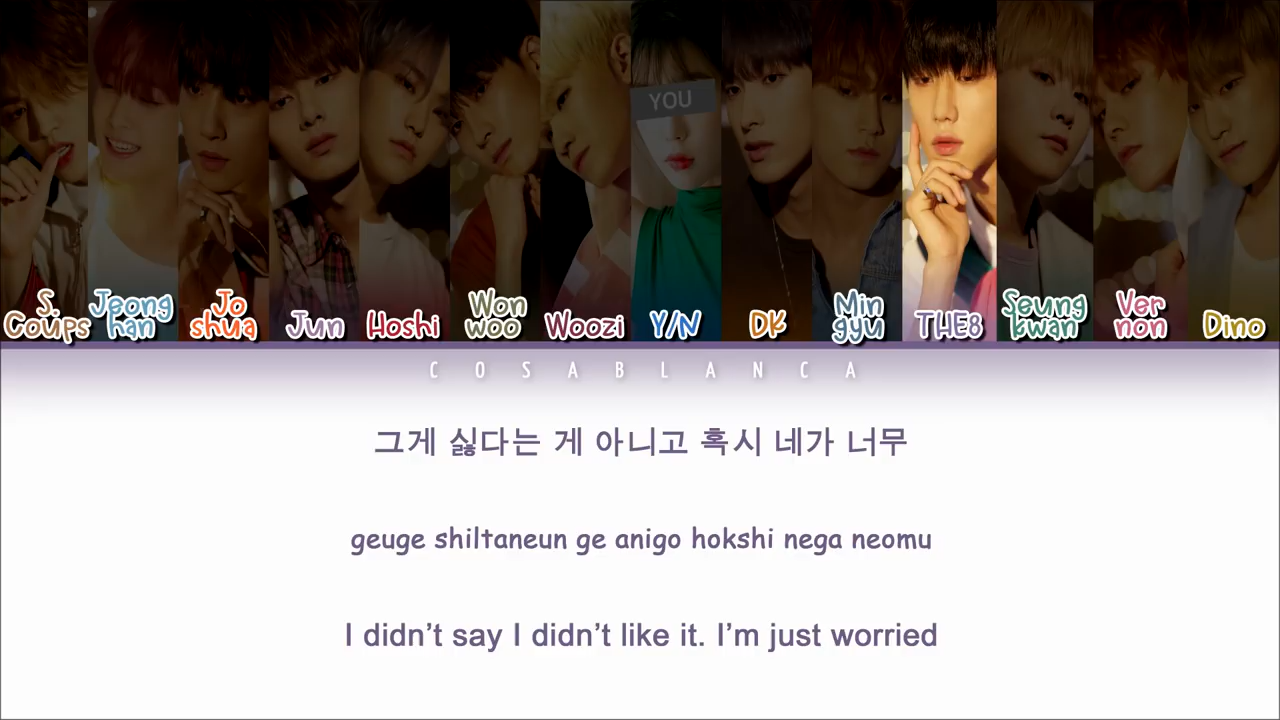 YOU
S. Coups
Jeong han
Jo shua
Jun
Hoshi
Won woo
Woozi
Y/N
DK
Min gyu
THE8
Seung kwan
Ver non
Dino
COSABLANCA
그게 싫다는 게 아니고 혹시 네가 너무
geuge shiltaneun ge anigo hokshi nega neomu
I didn't say I didn't like it. I'm just worried